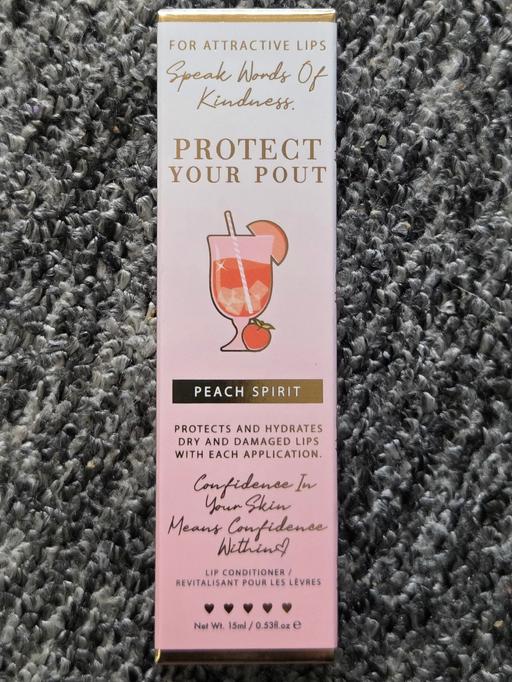 FOR ATTRACTIVE LIPS
Speak Words Of
Kindness.
PROTECT
YOUR POUT
PEACH SPIRIT
PROTECTS AND HYDRATES
DRY AND DAMAGED LIPS
WITH EACH APPLICATION.
Confidence In
Your Skin
Means Confidence
Within
LIP CONDITIONER /
REVITALISANT POUR LES LÈVRES
Net Wt. 15ml / 0.53fl.oz ℮